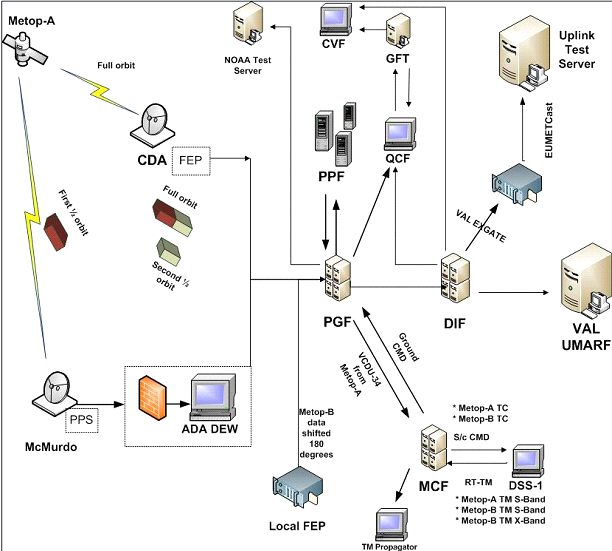 Metop-A
Full orbit
NOAA Test
Server
CVF
GFT
Uplink
Test
Server
EUMETCast
CDA
FEP
PPF
QCF
First ½ orbit
Full orbit
Second ½
orbit
VAL EXGATE
PGF
DIF
VAL
UMARF
Ground
CMD
VCDU-34
from
Metop-A
McMurdo
PPS
ADA DEW
Metop-B
data
shifted
180
degrees
Local FEP
* Metop-A TC
* Metop-B TC
S/c CMD
MCF
RT-TM
DSS-1
* Metop-A TM S-Band
* Metop-B TM S-Band
* Metop-B TM X-Band
TM Propagator